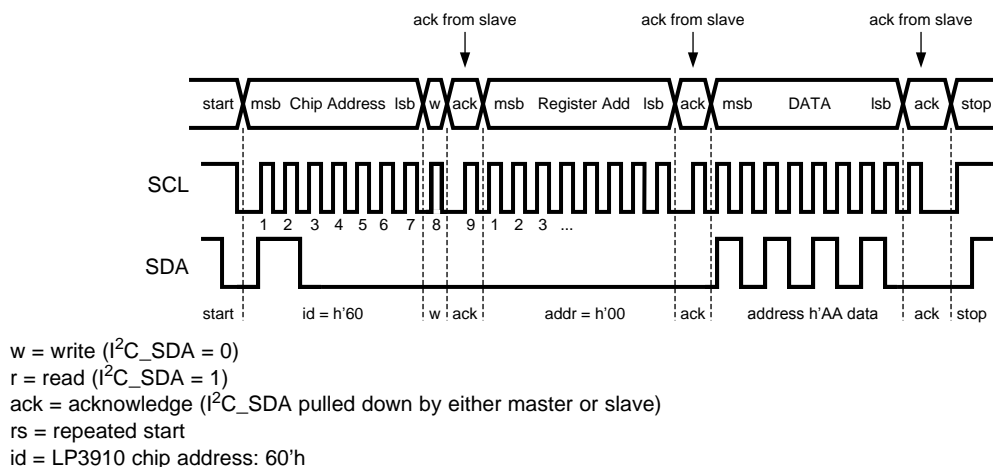 ack from slave ack from slave ack from slave
start msb Chip Address lsb w ack msb Register Add lsb ack msb DATA lsb ack stop
SCL
1 2 3 4 5 6 7 8 9 1 2 3 ...
SDA
start id = h'60 w ack addr = h'00 ack address h'AA data ack stop
w = write (I²C_SDA = 0)
r = read (I²C_SDA = 1)
ack = acknowledge (I²C_SDA pulled down by either master or slave)
rs = repeated start
id = LP3910 chip address: 60'h